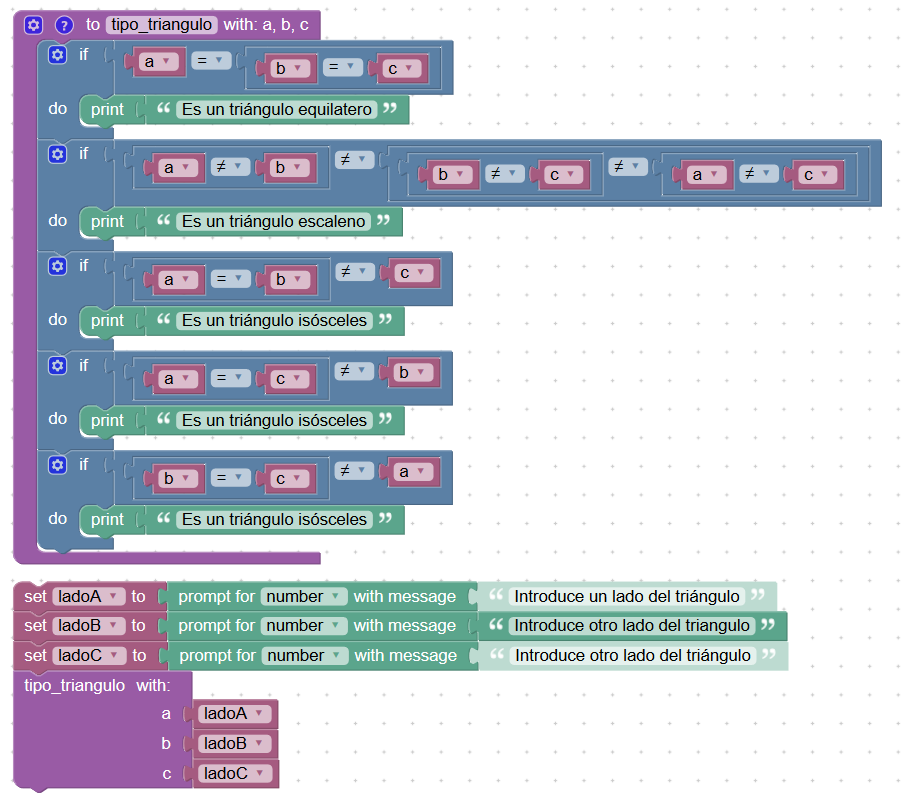 ? to tipo_triangulo with: a, b, c
if a = b = c
do print “ Es un triángulo equilatero ”
if a ≠ b ≠ b ≠ c ≠ a ≠ c
do print “ Es un triángulo escaleno ”
if a = b ≠ c
do print “ Es un triángulo isósceles ”
if a = c ≠ b
do print “ Es un triángulo isósceles ”
if b = c ≠ a
do print “ Es un triángulo isósceles ”
set ladoA to prompt for number with message “ Introduce un lado del triángulo ”
set ladoB to prompt for number with message “ Introduce otro lado del triangulo ”
set ladoC to prompt for number with message “ Introduce otro lado del triángulo ”
tipo_triangulo with:
a ladoA
b ladoB
c ladoC